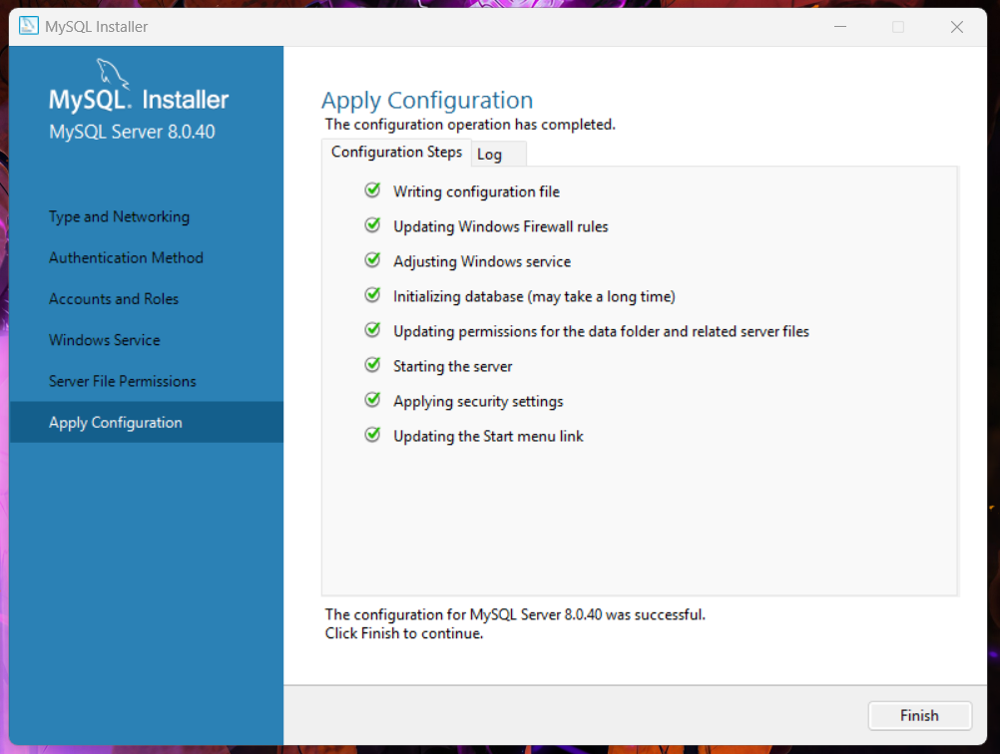 MySQL Installer
MySQL. Installer
MySQL Server 8.0.40
Type and Networking
Authentication Method
Accounts and Roles
Windows Service
Server File Permissions
Apply Configuration
Apply Configuration
The configuration operation has completed.
Configuration Steps
Log
Writing configuration file
Updating Windows Firewall rules
Adjusting Windows service
Initializing database (may take a long time)
Updating permissions for the data folder and related server files
Starting the server
Applying security settings
Updating the Start menu link
The configuration for MySQL Server 8.0.40 was successful.
Click Finish to continue.
Finish